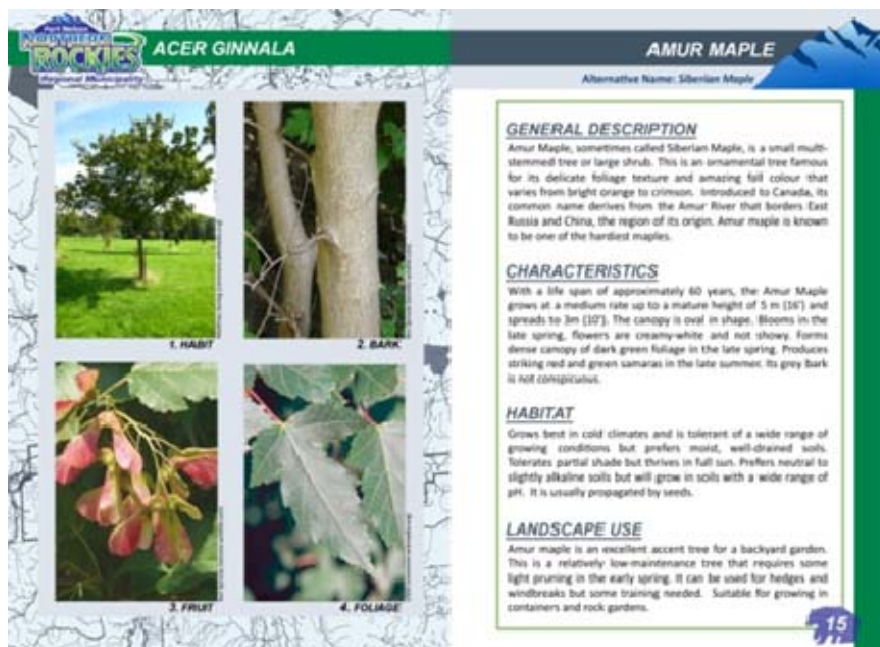 Fort Nelson
NORTHERN
ROCKIES
Regional Municipality
ACER GINNALA
1. HABIT
2. BARK
3. FRUIT
4. FOLIAGE
AMUR MAPLE
Alternative Name: Siberian Maple
GENERAL DESCRIPTION
Amur Maple, sometimes called Siberian Maple, is a small multi-
stemmed tree or large shrub. This is an ornamental tree famous
for its delicate foliage texture and amazing fall colour that
varies from bright orange to crimson. Introduced to Canada, its
common name derives from the Amur River that borders East
Russia and China, the region of its origin. Amur maple is known
to be one of the hardiest maples.
CHARACTERISTICS
With a life span of approximately 60 years, the Amur Maple
grows at a medium rate up to a mature height of 5 m (16') and
spreads to 3m (10'). The canopy is oval in shape. Blooms in the
late spring, flowers are creamy-white and not showy. Forms
dense canopy of dark green foliage in the late spring. Produces
striking red and green samaras in the late summer. Its grey Bark
is not conspicuous.
HABITAT
Grows best in cold climates and is tolerant of a wide range of
growing conditions but prefers moist, well-drained soils.
Tolerates partial shade but thrives in full sun. Preffers neutral to
slightly alkaline soils but will grow in soils with a wide range of
pH. It is usually propagated by seeds.
LANDSCAPE USE
Amur maple is an excellent accent tree for a backyard garden.
This is a relatively low-maintenance tree that requires some
light pruning in the early spring. It can be used for hedges and
windbreaks but some training needed. Suitable for growing in
containers and rock gardens.
15